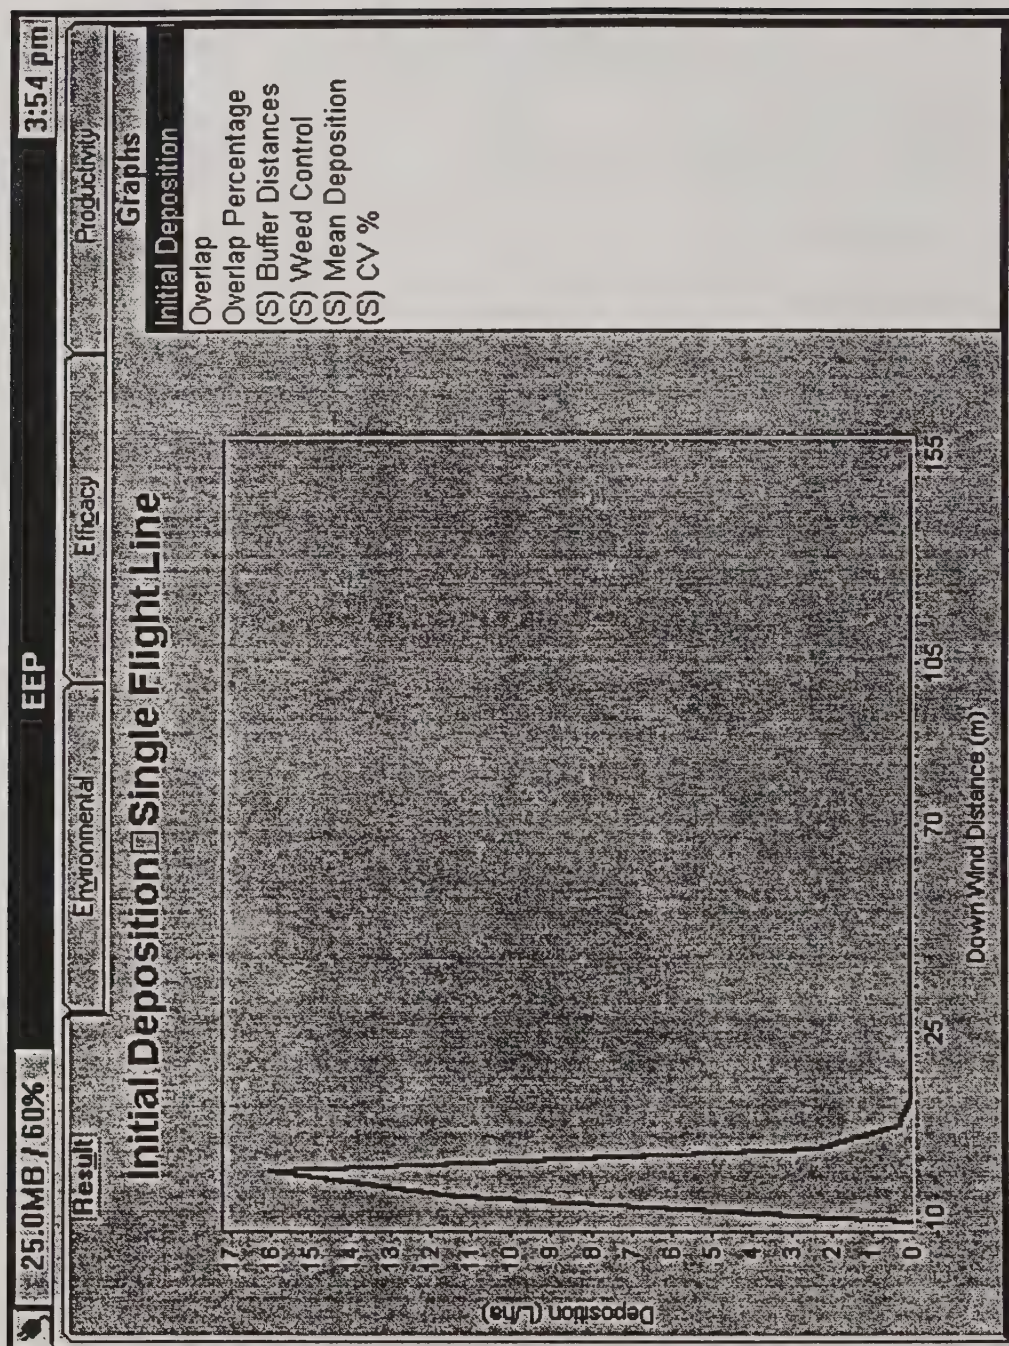 25.0MB / 60%
EEP
3:54 pm
Result
Environmental
Efficacy
Productivity
Initial Deposition Single Flight Line
Graphs
Initial Deposition
Overlap
Overlap Percentage
(S) Buffer Distances
(S) Weed Control
(S) Mean Deposition
(S) CV %
Deposition (L/ha)
17
16
15
14
13
12
11
10
9
8
7
6
5
4
3
2
1
0
10
25
70
105
155
Down Wind Distance (m)